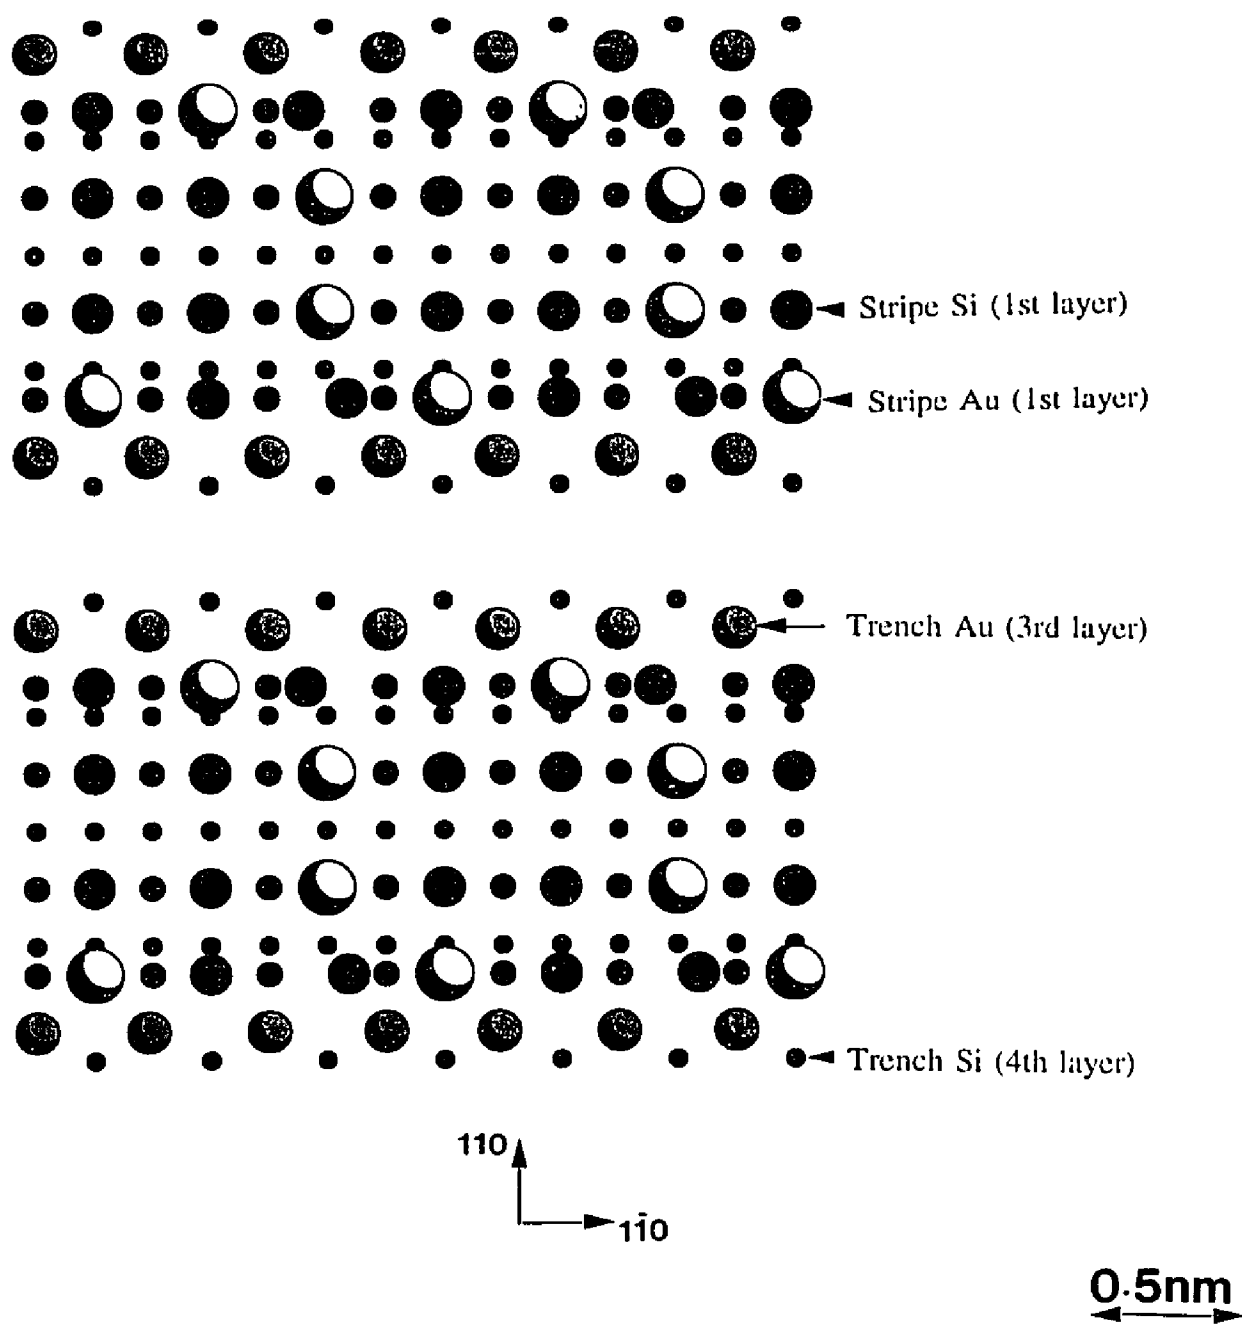 Stripe Si (1st layer)
Stripe Au (1st layer)
Trench Au (3rd layer)
Trench Si (4th layer)
110
11̄0
0.5nm